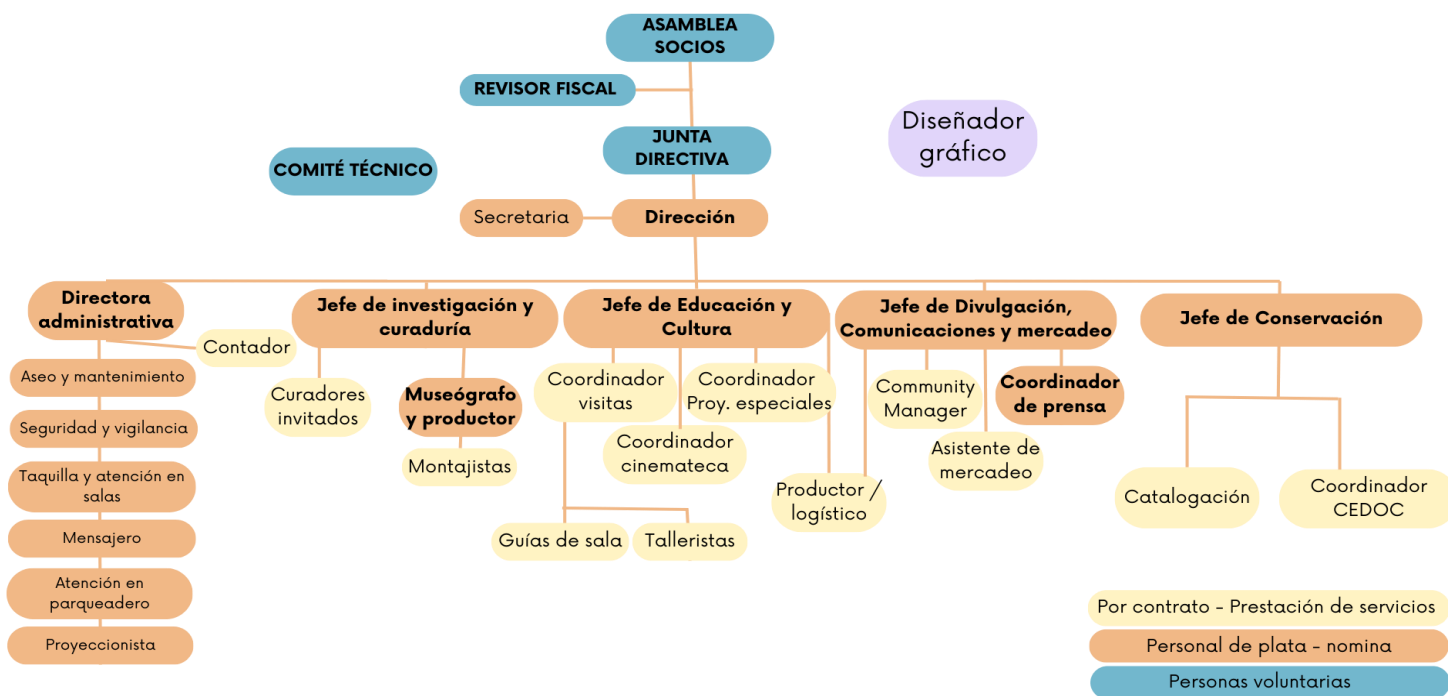 ASAMBLEA
SOCIOS
REVISOR FISCAL
JUNTA
DIRECTIVA
Diseñador
gráfico
COMITÉ TÉCNICO
Secretaria
Dirección
Directora
administrativa
Jefe de investigación y
curaduría
Jefe de Educación y
Cultura
Jefe de Divulgación,
Comunicaciones y mercadeo
Jefe de Conservación
Contador
Aseo y mantenimiento
Seguridad y vigilancia
Taquilla y atención en
salas
Mensajero
Atención en
parqueadero
Proyeccionista
Curadores
invitados
Museógrafo
y productor
Montajistas
Coordinador
visitas
Coordinador
Proy. especiales
Coordinador
cinemateca
Guías de sala
Talleristas
Productor /
logístico
Community
Manager
Asistente de
mercadeo
Coordinador
de prensa
Catalogación
Coordinador
CEDOC
Por contrato - Prestación de servicios
Personal de plata - nomina
Personas voluntarias